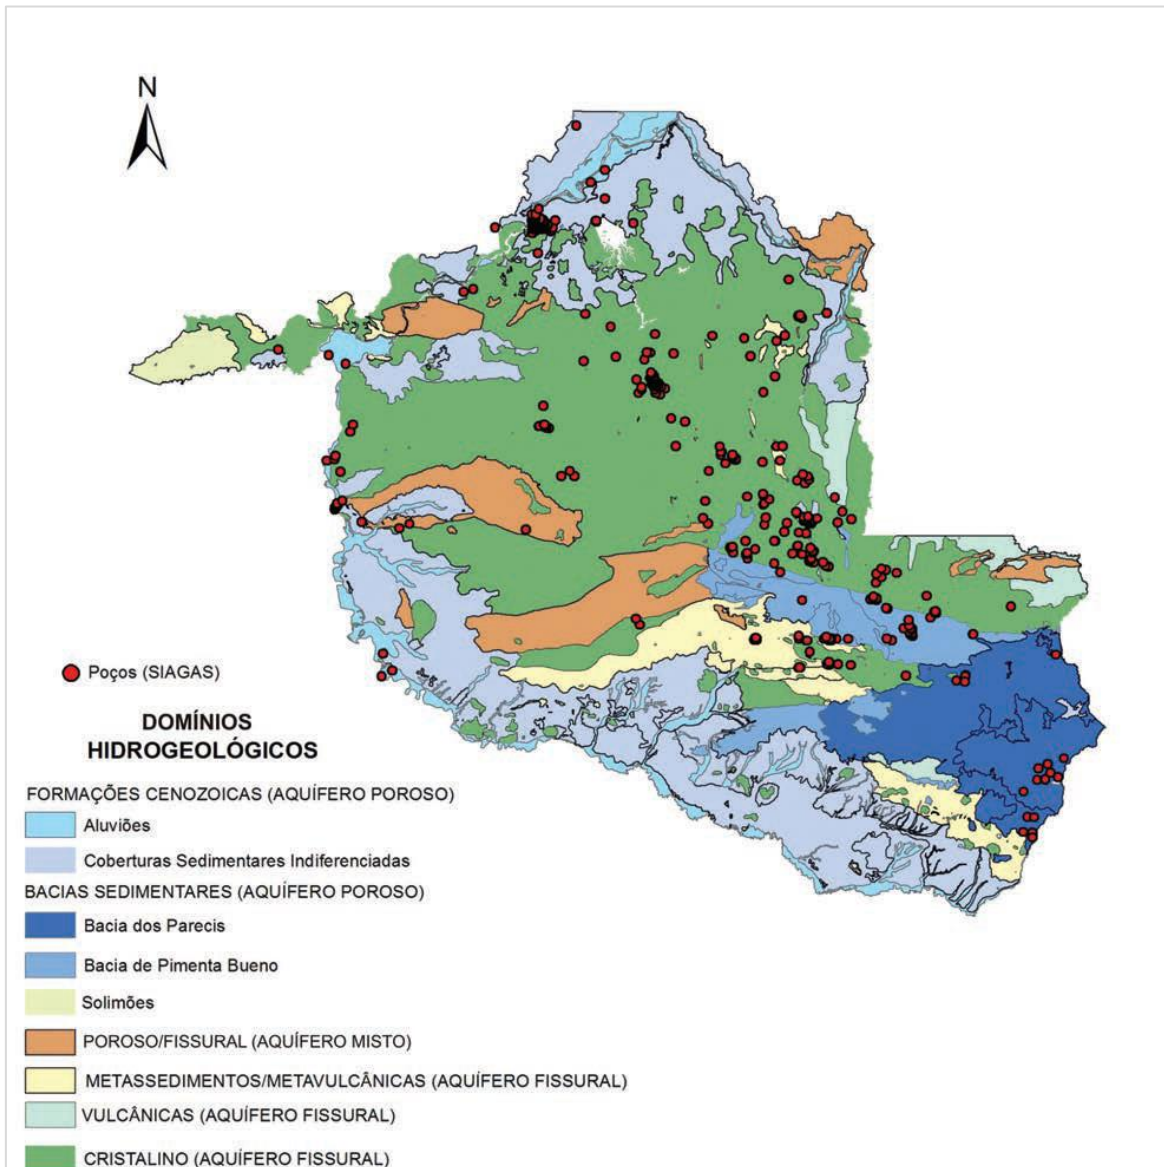 N
Poços (SIAGAS)
DOMÍNIOS
HIDROGEOLÓGICOS
FORMAÇÕES CENOZOICAS (AQUÍFERO POROSO)
Aluviões
Coberturas Sedimentares Indiferenciadas
BACIAS SEDIMENTARES (AQUÍFERO POROSO)
Bacia dos Parecis
Bacia de Pimenta Bueno
Solimões
POROSO/FISSURAL (AQUÍFERO MISTO)
METASSEDIMENTOS/METAVULCÂNICAS (AQUÍFERO FISSURAL)
VULCÂNICAS (AQUÍFERO FISSURAL)
CRISTALINO (AQUÍFERO FISSURAL)